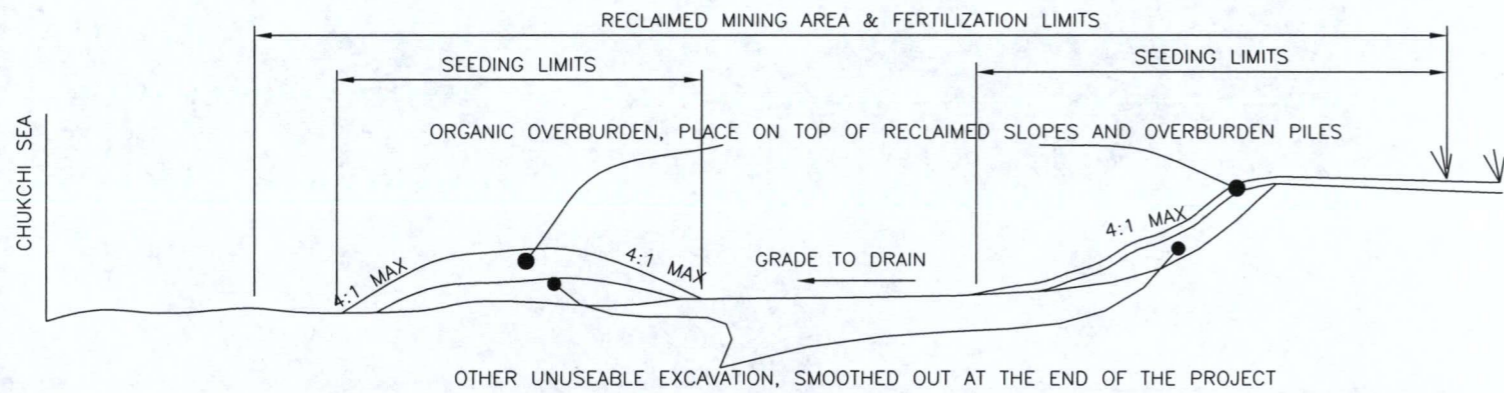 RECLAIMED MINING AREA & FERTILIZATION LIMITS
SEEDING LIMITS
SEEDING LIMITS
ORGANIC OVERBURDEN, PLACE ON TOP OF RECLAIMED SLOPES AND OVERBURDEN PILES
CHUKCHI SEA
4:1 MAX
4:1 MAX
GRADE TO DRAIN
4:1 MAX
OTHER UNUSEABLE EXCAVATION, SMOOTHED OUT AT THE END OF THE PROJECT